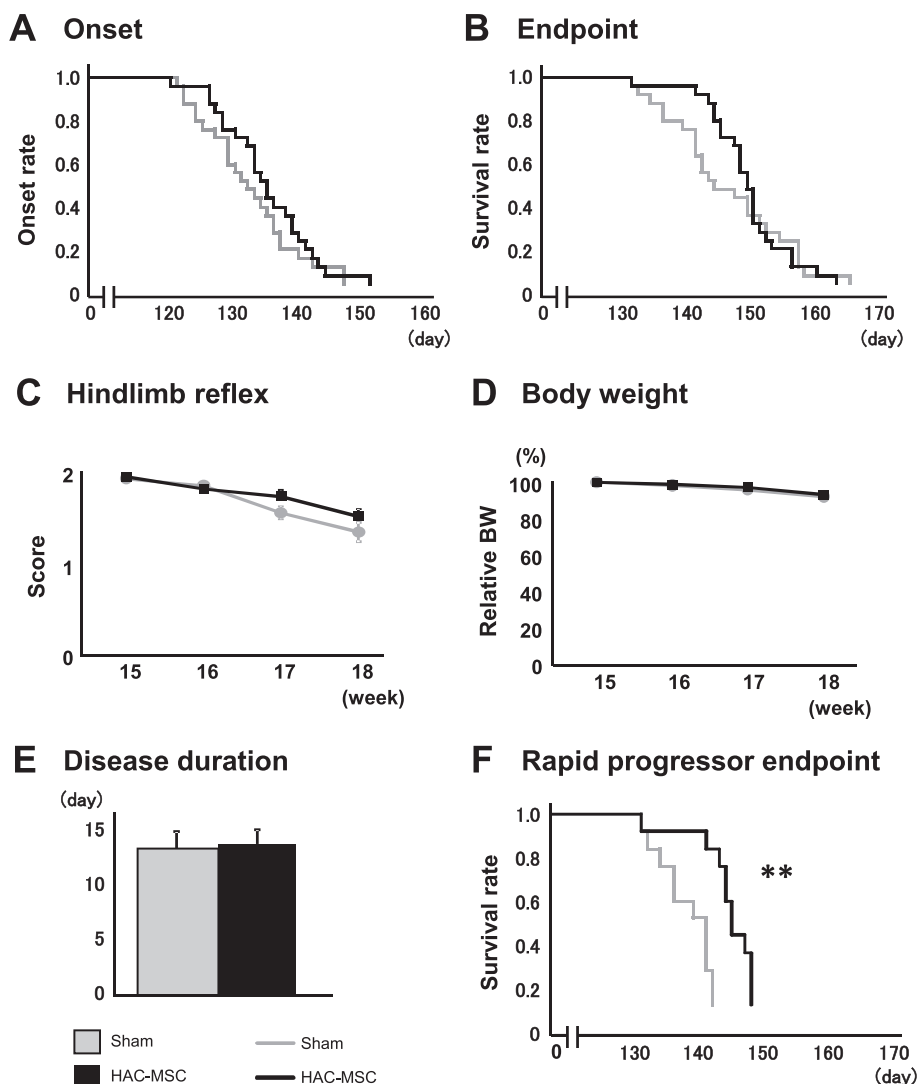 A Onset
1.0
0.8
0.6
0.4
0.2
0
Onset rate
0 120 130 140 150 160
(day)
B Endpoint
1.0
0.8
0.6
0.4
0.2
0
Survival rate
0 130 140 150 160 170
(day)
C Hindlimb reflex
2
1
0
Score
15 16 17 18
(week)
D Body weight
(%)
100
80
60
40
20
0
Relative BW
15 16 17 18
(week)
E Disease duration
(day)
15
10
5
0
Sham Sham
HAC-MSC HAC-MSC
F Rapid progressor endpoint
1.0
0.8
0.6
0.4
0.2
0
Survival rate
**
0 130 140 150 160 170
(day)